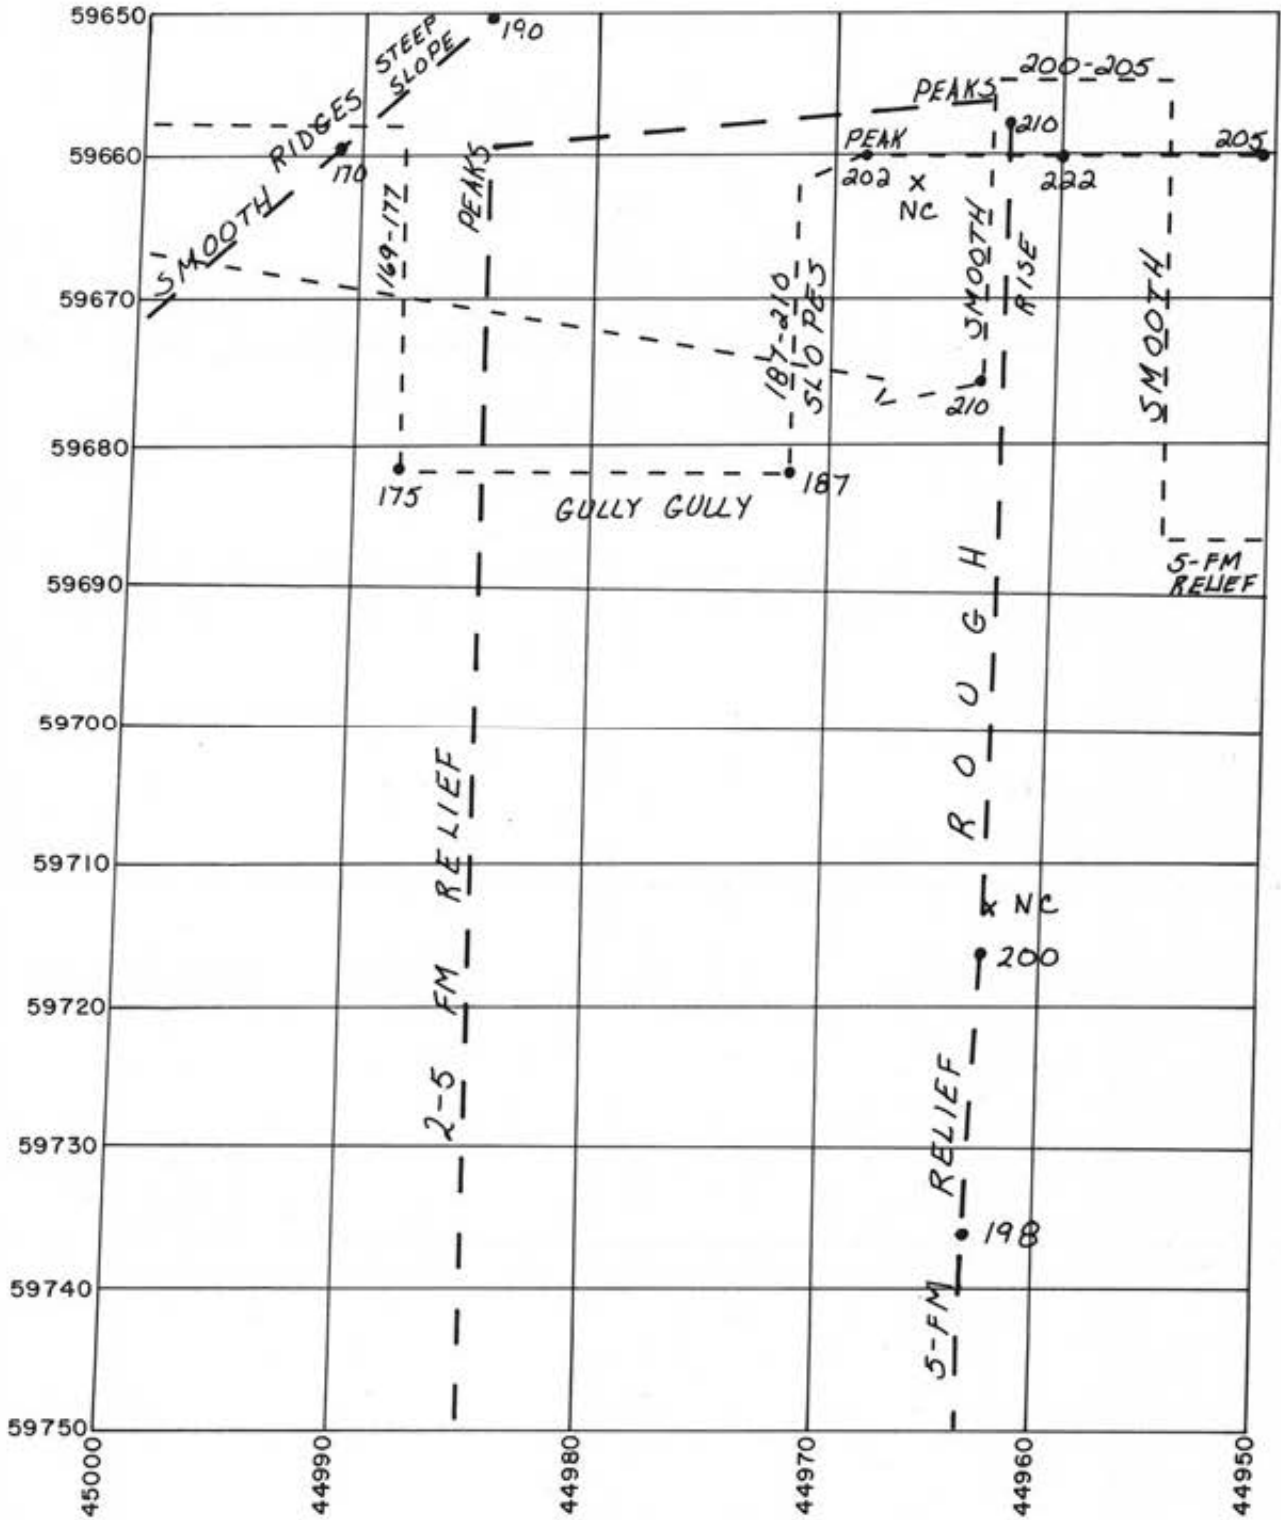 59650
190
STEEP
SLOPE
200-205
PEAKS
210
PEAK
205
59660
SMOOTH RIDGES
170
PEAKS
202
x NC
222
169-177
187-210
SLOPES
SMOOTH
RISE
SMOOTH
59670
210
59680
175
187
GULLY GULLY
5-FM
RELIEF
59690
59700
59710
59720
59730
59740
59750
2-5 FM RELIEF
5-FM RELIEF ROUGH
x NC
200
198
45000
44990
44980
44970
44960
44950